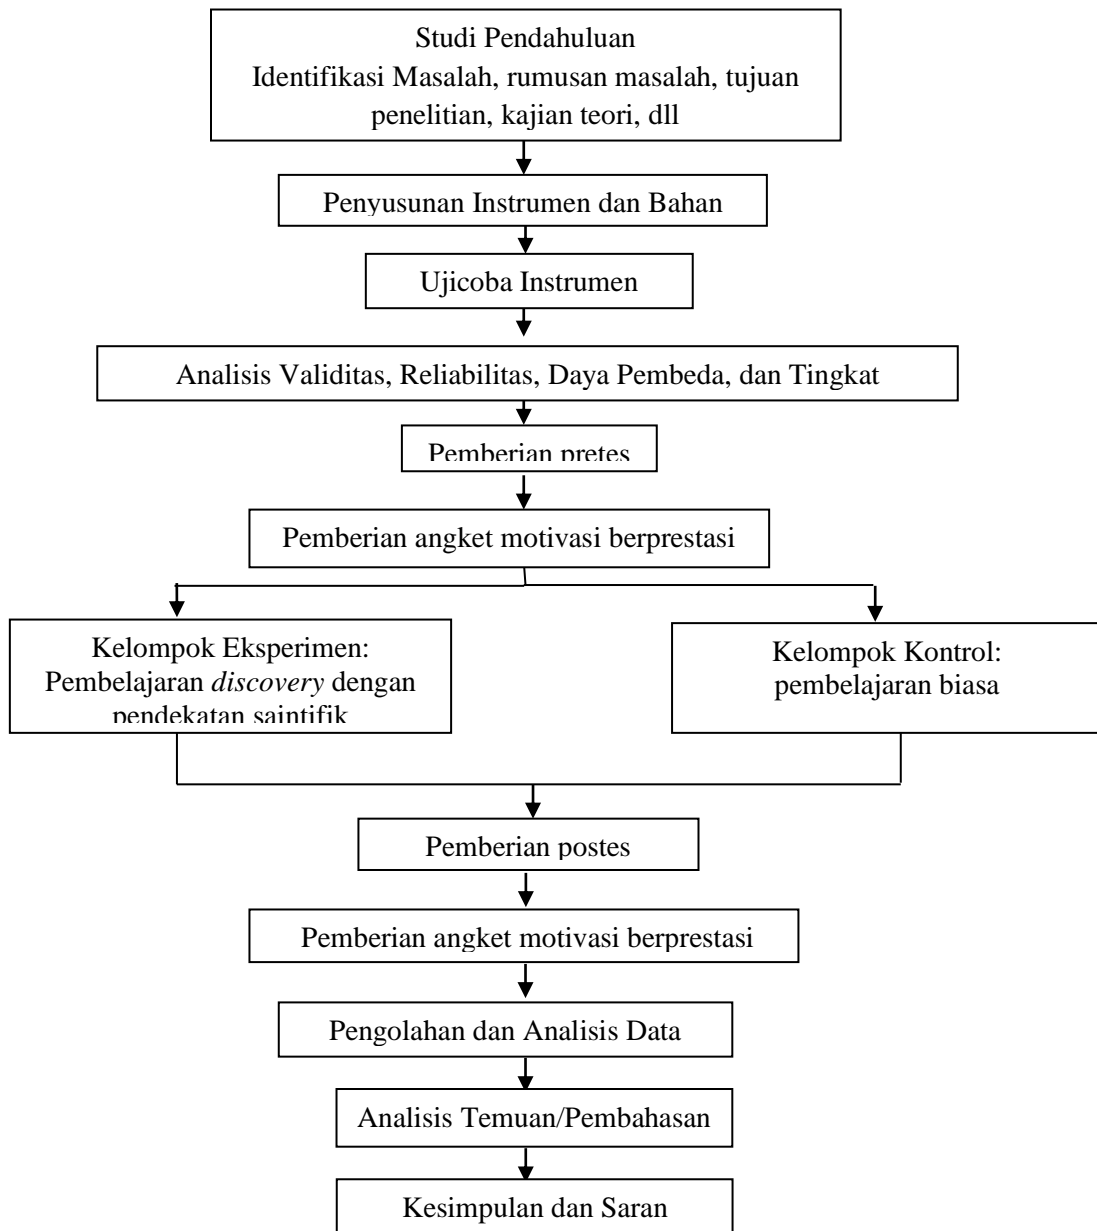 Studi Pendahuluan
Identifikasi Masalah, rumusan masalah, tujuan
penelitian, kajian teori, dll
Penyusunan Instrumen dan Bahan
Ujicoba Instrumen
Analisis Validitas, Reliabilitas, Daya Pembeda, dan Tingkat
Pemberian pretes
Pemberian angket motivasi berprestasi
Kelompok Eksperimen:
Pembelajaran discovery dengan
pendekatan saintifik
Kelompok Kontrol:
pembelajaran biasa
Pemberian postes
Pemberian angket motivasi berprestasi
Pengolahan dan Analisis Data
Analisis Temuan/Pembahasan
Kesimpulan dan Saran